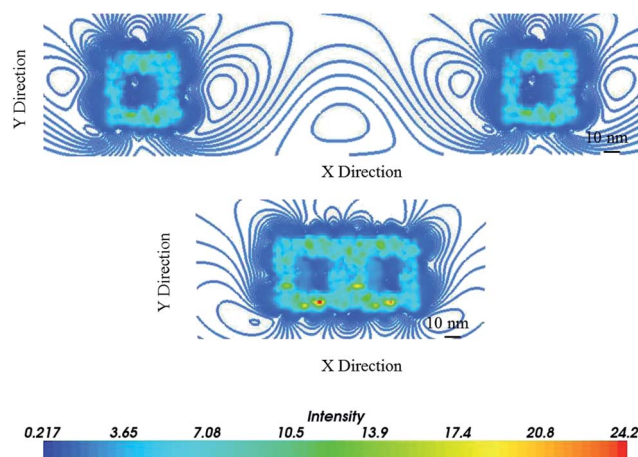 Y Direction
10 nm
X Direction
Y Direction
10 nm
X Direction
Intensity
0.217 3.65 7.08 10.5 13.9 17.4 20.8 24.2